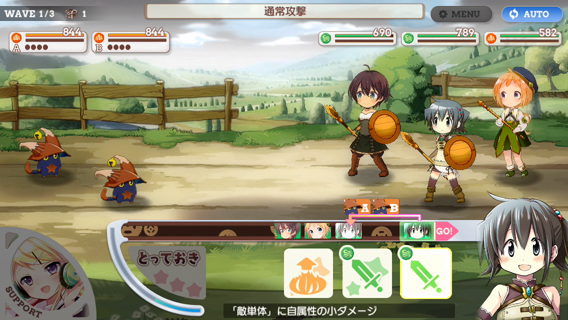 WAVE 1/3
1
通常攻撃
MENU
AUTO
844
A
844
B
690
789
582
A
B
GO!
とっておき
SUPPORT
「敵単体」に自属性の小ダメージ